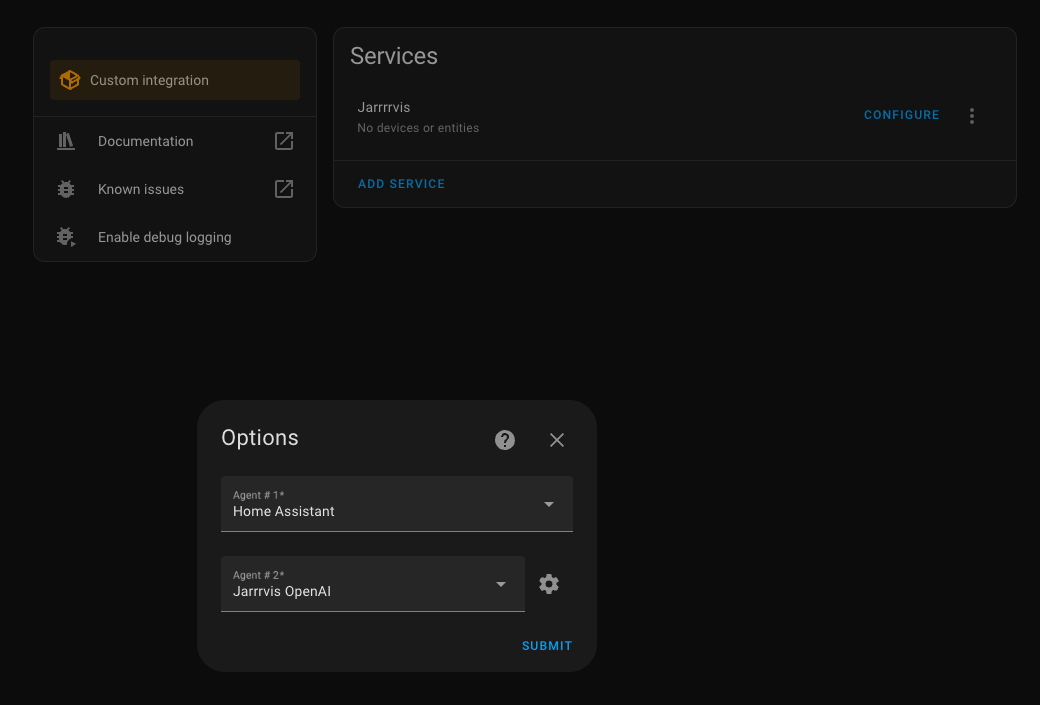 Custom integration
Documentation
Known issues
Enable debug logging
Services
Jarrrrvis
No devices or entities
CONFIGURE
ADD SERVICE
Options
Agent # 1*
Home Assistant
Agent # 2*
Jarrrvis OpenAI
SUBMIT